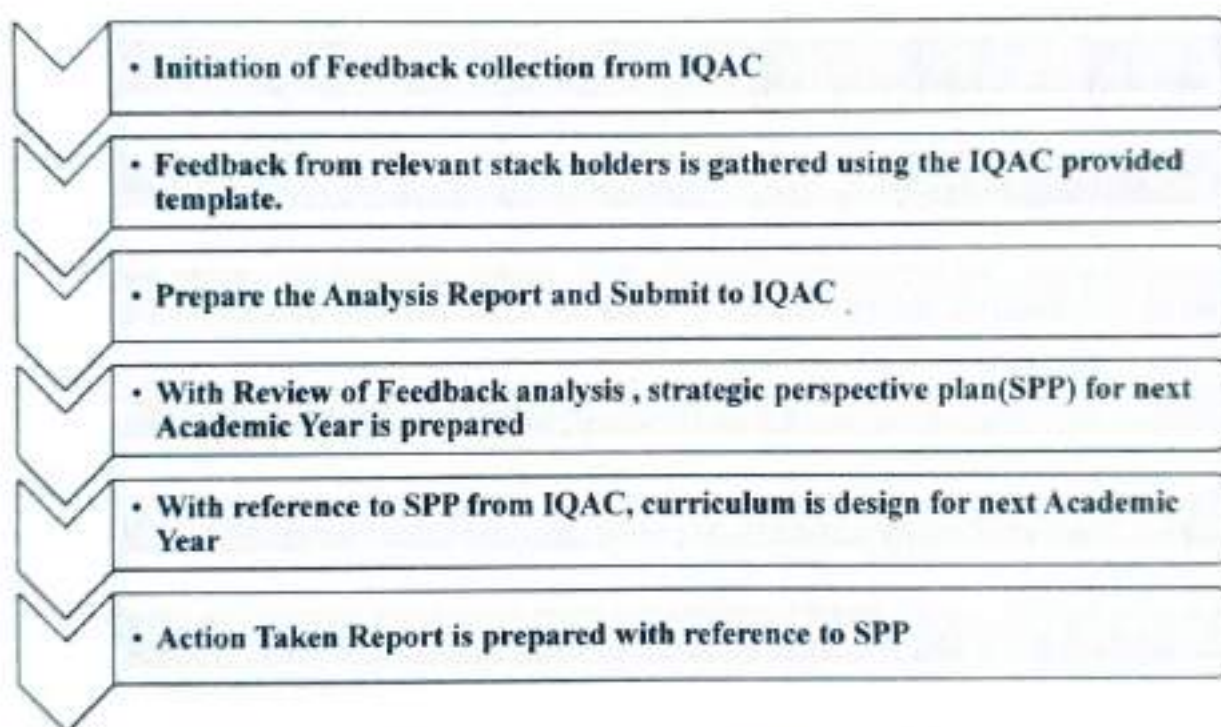 • Initiation of Feedback collection from IQAC
• Feedback from relevant stack holders is gathered using the IQAC provided
template.
• Prepare the Analysis Report and Submit to IQAC
• With Review of Feedback analysis , strategic perspective plan(SPP) for next
Academic Year is prepared
• With reference to SPP from IQAC, curriculum is design for next Academic
Year
• Action Taken Report is prepared with reference to SPP